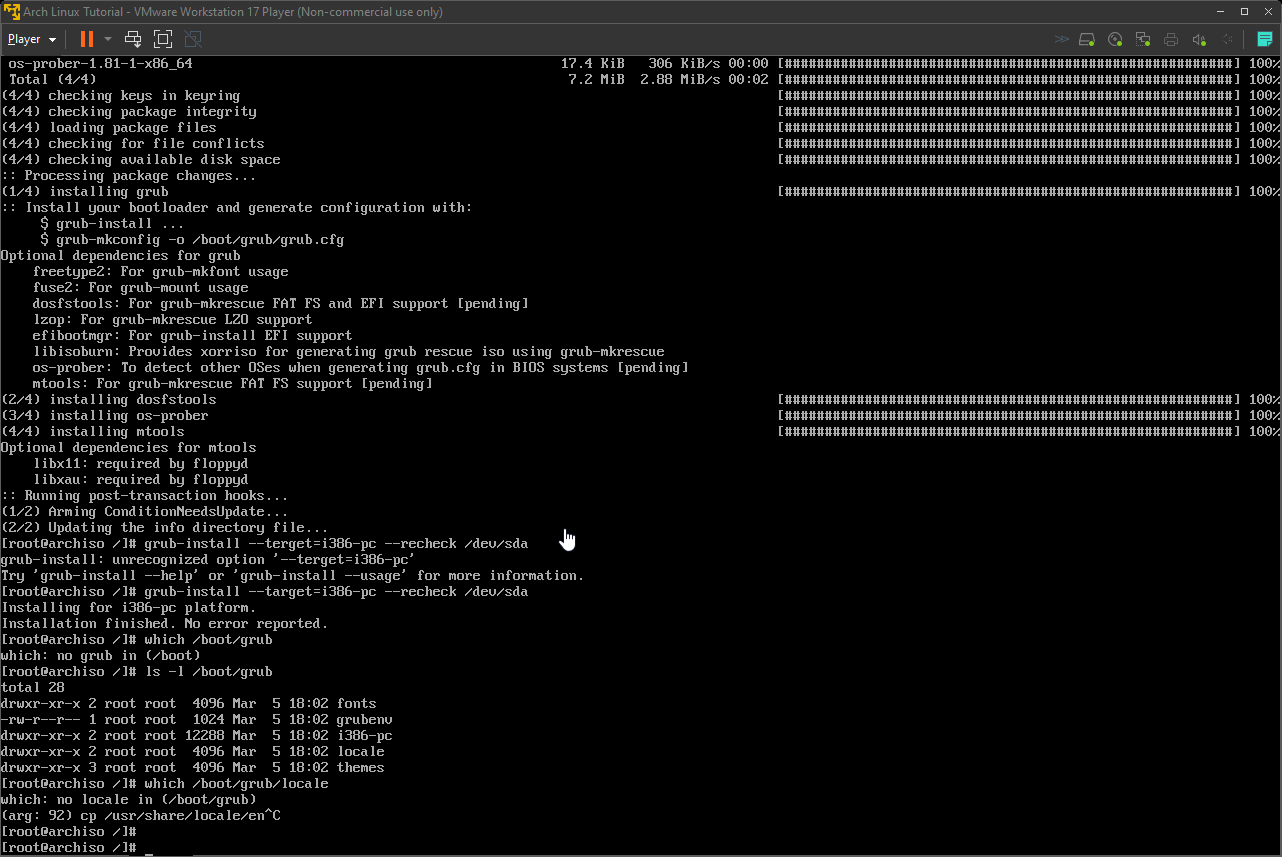 Arch Linux Tutorial - VMware Workstation 17 Player (Non-commercial use only)
Player
os-prober-1.81-1-x86_64 17.4 KiB 306 KiB/s 00:00 [########################################################] 100%
Total (4/4) 7.2 MiB 2.88 MiB/s 00:02 [########################################################] 100%
(4/4) checking keys in keyring [########################################################] 100%
(4/4) checking package integrity [########################################################] 100%
(4/4) loading package files [########################################################] 100%
(4/4) checking for file conflicts [########################################################] 100%
(4/4) checking available disk space [########################################################] 100%
:: Processing package changes...
(1/4) installing grub [########################################################] 100%
:: Install your bootloader and generate configuration with:
$ grub-install ...
$ grub-mkconfig -o /boot/grub/grub.cfg
Optional dependencies for grub
freetype2: For grub-mkfont usage
fuse2: For grub-mount usage
dosfstools: For grub-mkrescue FAT FS and EFI support [pending]
lzop: For grub-mkrescue LZO support
efibootmgr: For grub-install EFI support
libisoburn: Provides xorriso for generating grub rescue iso using grub-mkrescue
os-prober: To detect other OSes when generating grub.cfg in BIOS systems [pending]
mtools: For grub-mkrescue FAT FS support [pending]
(2/4) installing dosfstools [########################################################] 100%
(3/4) installing os-prober [########################################################] 100%
(4/4) installing mtools [########################################################] 100%
Optional dependencies for mtools
libx11: required by floppyd
libxau: required by floppyd
:: Running post-transaction hooks...
(1/2) Arming ConditionNeedsUpdate...
(2/2) Updating the info directory file...
[root@archiso /]# grub-install --terget=i386-pc --recheck /dev/sda
grub-install: unrecognized option '--terget=i386-pc'
Try 'grub-install --help' or 'grub-install --usage' for more information.
[root@archiso /]# grub-install --target=i386-pc --recheck /dev/sda
Installing for i386-pc platform.
Installation finished. No error reported.
[root@archiso /]# which /boot/grub
which: no grub in (/boot)
[root@archiso /]# ls -l /boot/grub
total 28
drwxr-xr-x 2 root root 4096 Mar 5 18:02 fonts
-rw-r--r-- 1 root root 1024 Mar 5 18:02 grubenv
drwxr-xr-x 2 root root 12288 Mar 5 18:02 i386-pc
drwxr-xr-x 2 root root 4096 Mar 5 18:02 locale
drwxr-xr-x 3 root root 4096 Mar 5 18:02 themes
[root@archiso /]# which /boot/grub/locale
which: no locale in (/boot/grub)
(arg: 92) cp /usr/share/locale/en^C
[root@archiso /]#
[root@archiso /]# _